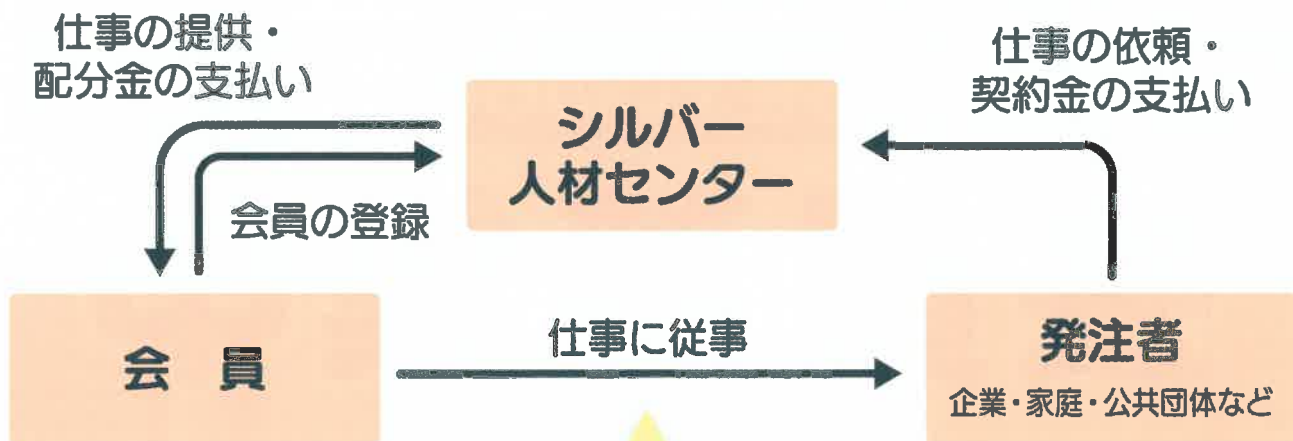 仕事の提供・
配分金の支払い
仕事の依頼・
契約金の支払い
シルバー
人材センター
会員の登録
会 員
仕事に従事
発注者
企業・家庭・公共団体など